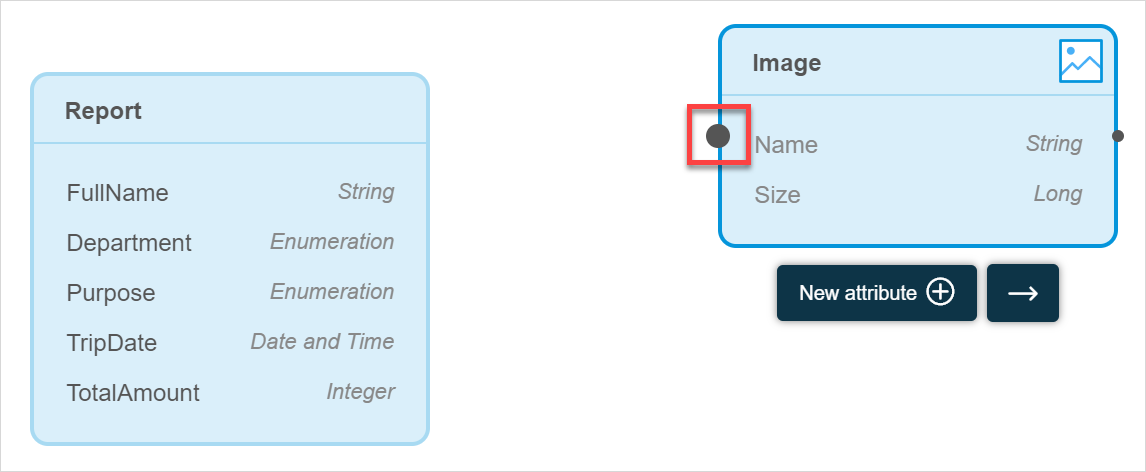 Report
FullName String
Department Enumeration
Purpose Enumeration
TripDate Date and Time
TotalAmount Integer
Image
Name String
Size Long
New attribute